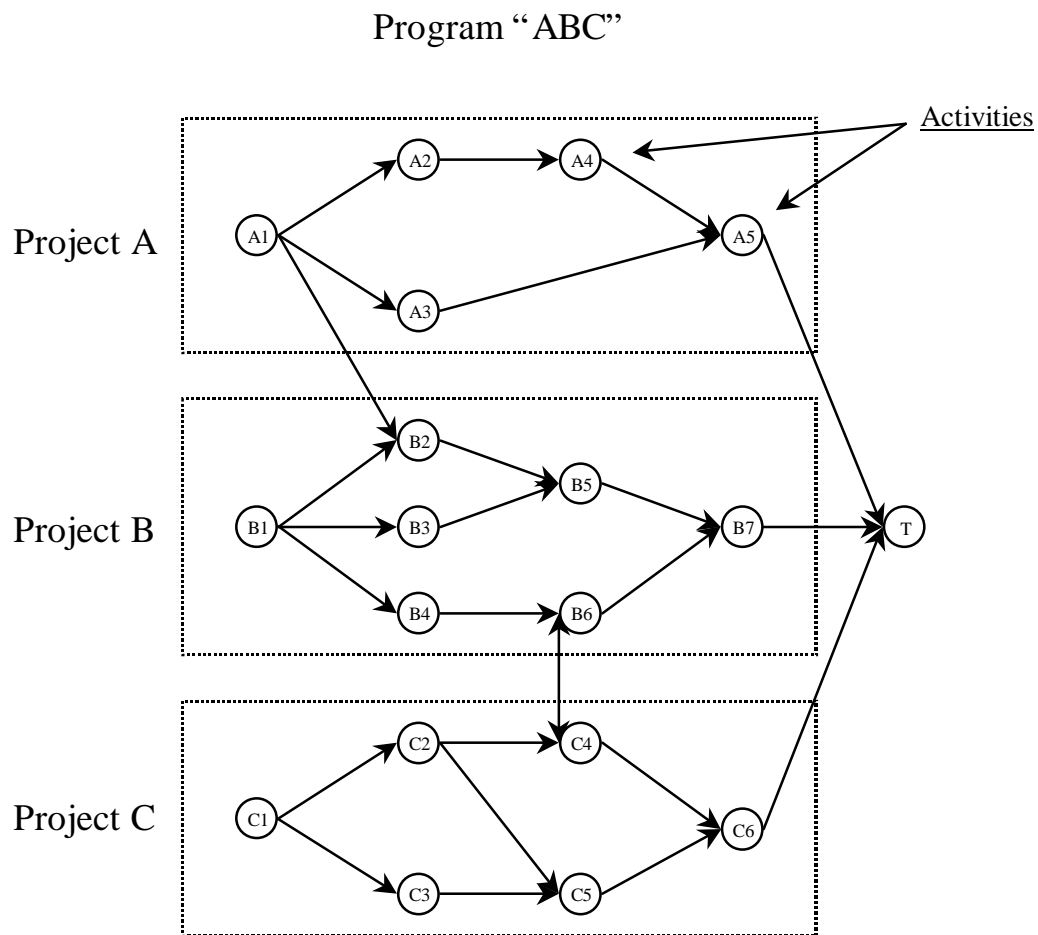 Program “ABC”
Activities
Project A
A1
A2
A3
A4
A5
Project B
B1
B2
B3
B4
B5
B6
B7
T
Project C
C1
C2
C3
C4
C5
C6